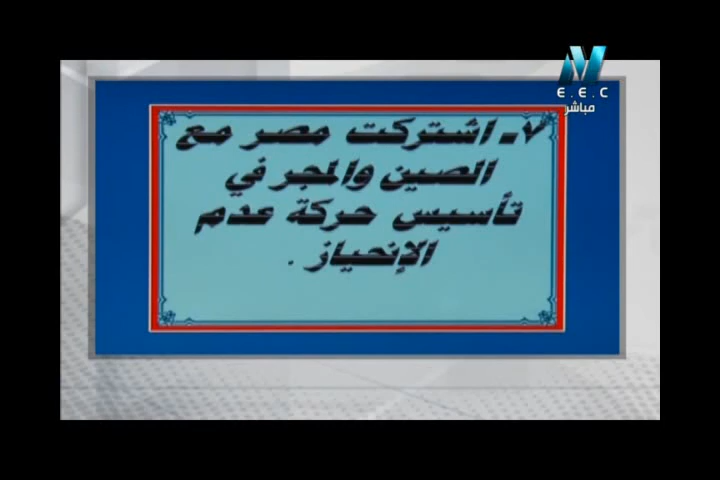 E . E . C
مباشر
٧- اشتركت مصر مع
الصين والمجر في
تأسيس حركة عدم
الإنحياز .